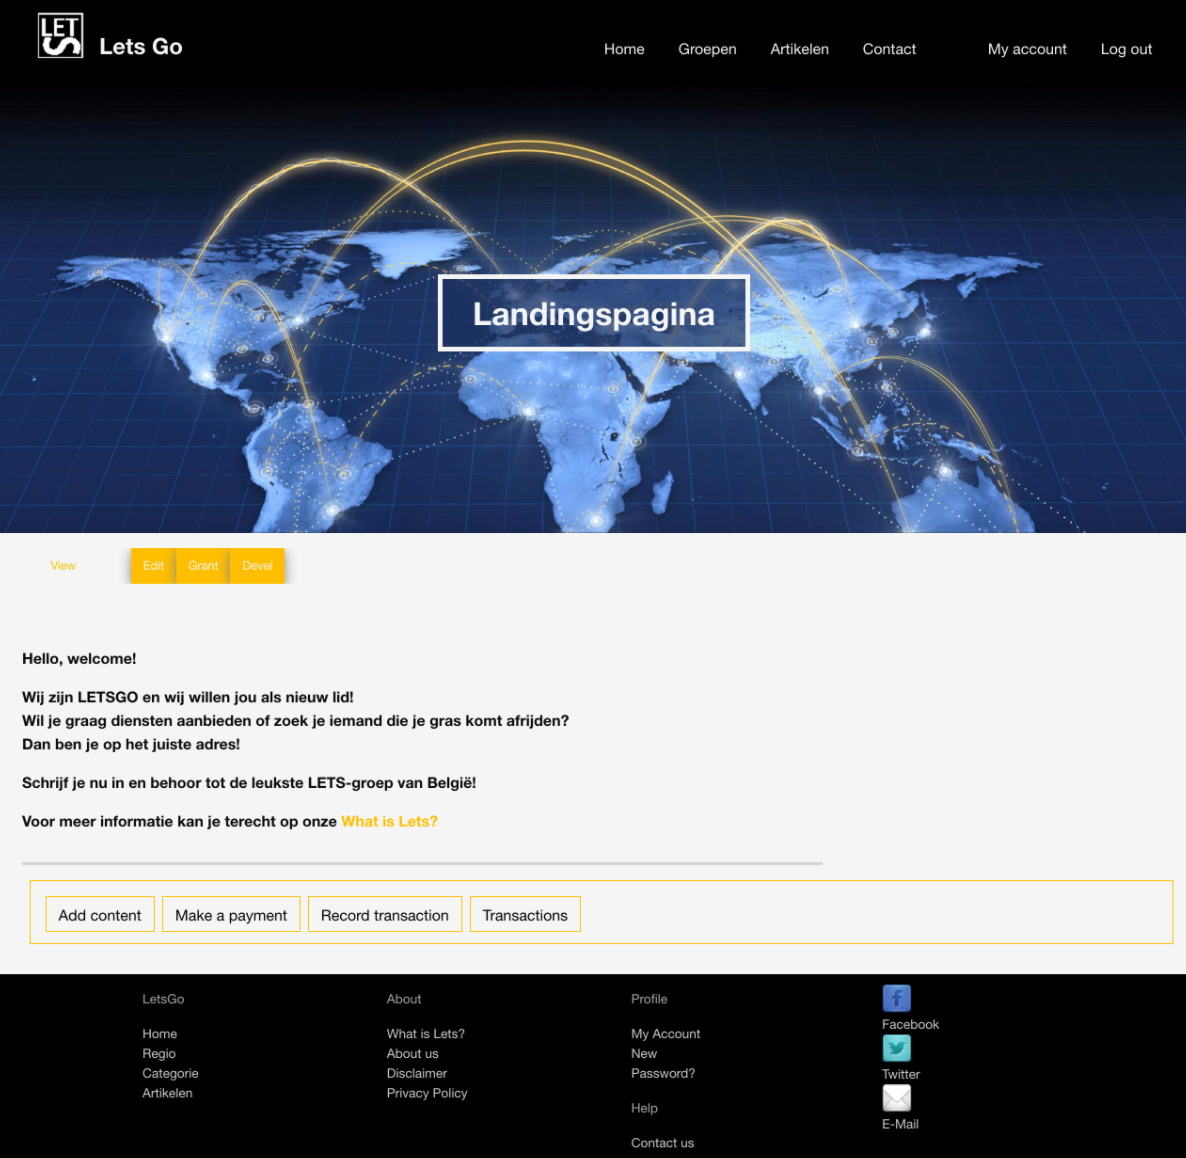 LETS
Lets Go
Home Groepen Artikelen Contact My account Log out
Landingspagina
View Edit Grant Devel
Hello, welcome!
Wij zijn LETSGO en wij willen jou als nieuw lid!
Wil je graag diensten aanbieden of zoek je iemand die je gras komt afrijden?
Dan ben je op het juiste adres!
Schrijf je nu in en behoor tot de leukste LETS-groep van België!
Voor meer informatie kan je terecht op onze What is Lets?
Add content Make a payment Record transaction Transactions
LetsGo
Home
Regio
Categorie
Artikelen
About
What is Lets?
About us
Disclaimer
Privacy Policy
Profile
My Account
New
Password?
Help
Contact us
Facebook
Twitter
E-Mail